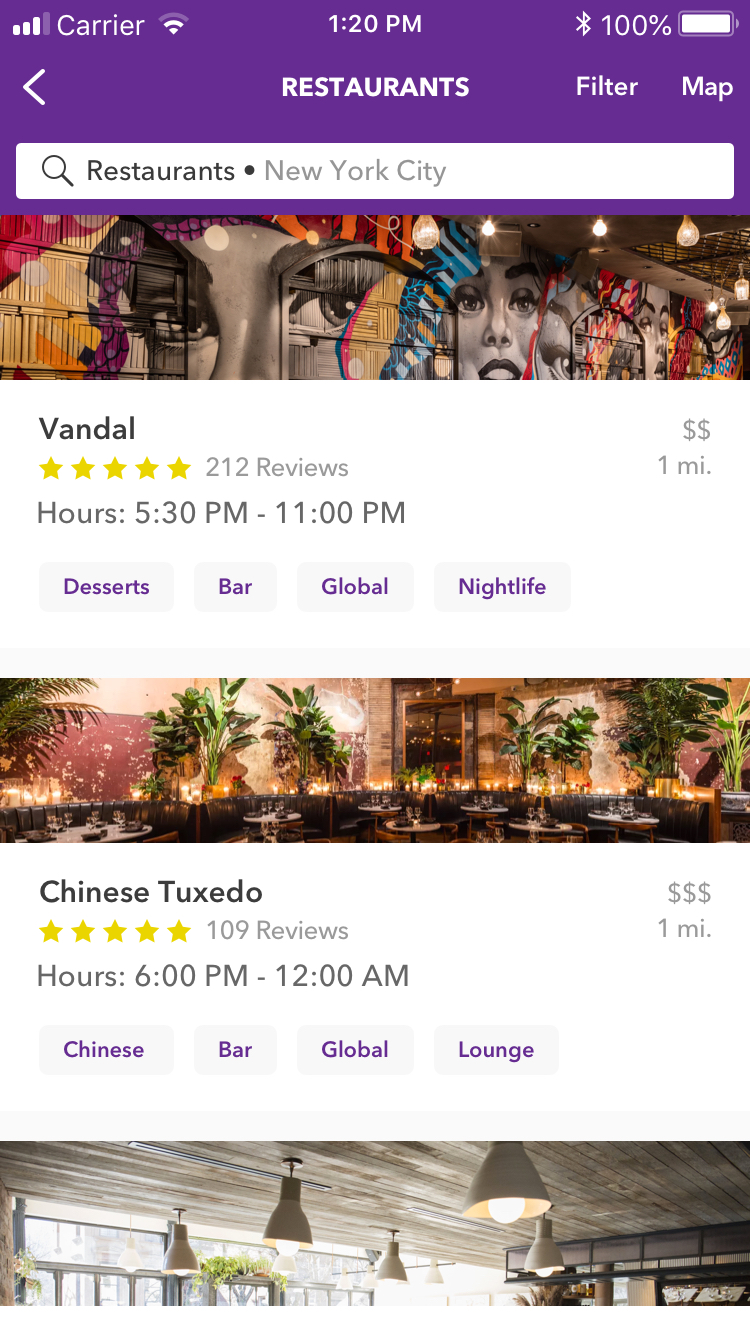 Carrier 1:20 PM 100%
RESTAURANTS Filter Map
Restaurants • New York City
Vandal $$
212 Reviews 1 mi.
Hours: 5:30 PM - 11:00 PM
Desserts Bar Global Nightlife
Chinese Tuxedo $$$
109 Reviews 1 mi.
Hours: 6:00 PM - 12:00 AM
Chinese Bar Global Lounge